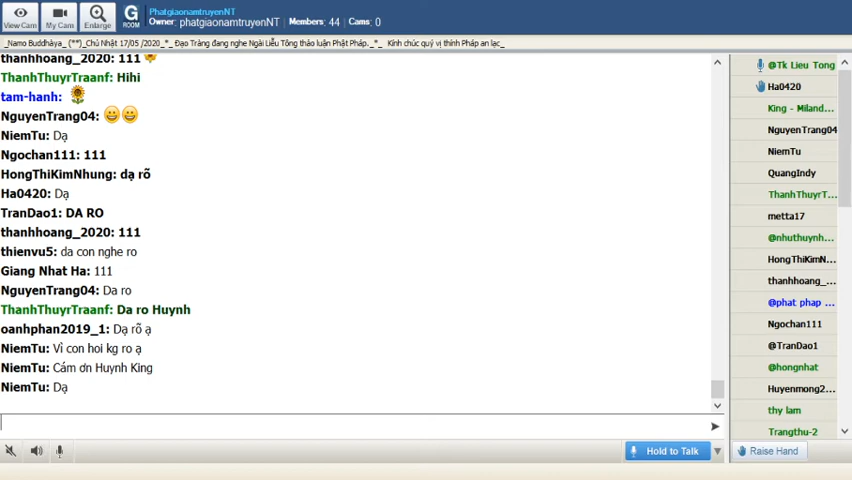 View Cam
My Cam
Enlarge
G ROOM
PhatgiaonamtruyenNT
Owner: phatgiaonamtruyenNT Members: 44 Cams: 0
_Namo Buddhàya_ (**)_Chủ Nhật 17/05 /2020_*_ Đạo Tràng đang nghe Ngài Liễu Tông thảo luận Phật Pháp._*_ Kính chúc quý vị thính Pháp an lạc_
thanhhoang_2020: 111
ThanhThuyrTraanf: Hihi
tam-hanh:
NguyenTrang04:
NiemTu: Dạ
Ngochan111: 111
HongThiKimNhung: dạ rõ
Ha0420: Dạ
TranDao1: DA RO
thanhhoang_2020: 111
thienvu5: da con nghe ro
Giang Nhat Ha: 111
NguyenTrang04: Da ro
ThanhThuyrTraanf: Da ro Huynh
oanhphan2019_1: Dạ rõ ạ
NiemTu: Vỉ con hoi kg ro ạ
NiemTu: Cám ơn Huynh King
NiemTu: Dạ
@Tk Lieu Tong
Ha0420
King - Miland...
NguyenTrang04
NiemTu
QuangIndy
ThanhThuyrT...
metta17
@nhuthuynh...
HongThiKimN...
thanhhoang_...
@phat phap ...
Ngochan111
@TranDao1
@hongnhat
Huyenmong2...
thy lam
Trangthu-2
Hold to Talk
Raise Hand